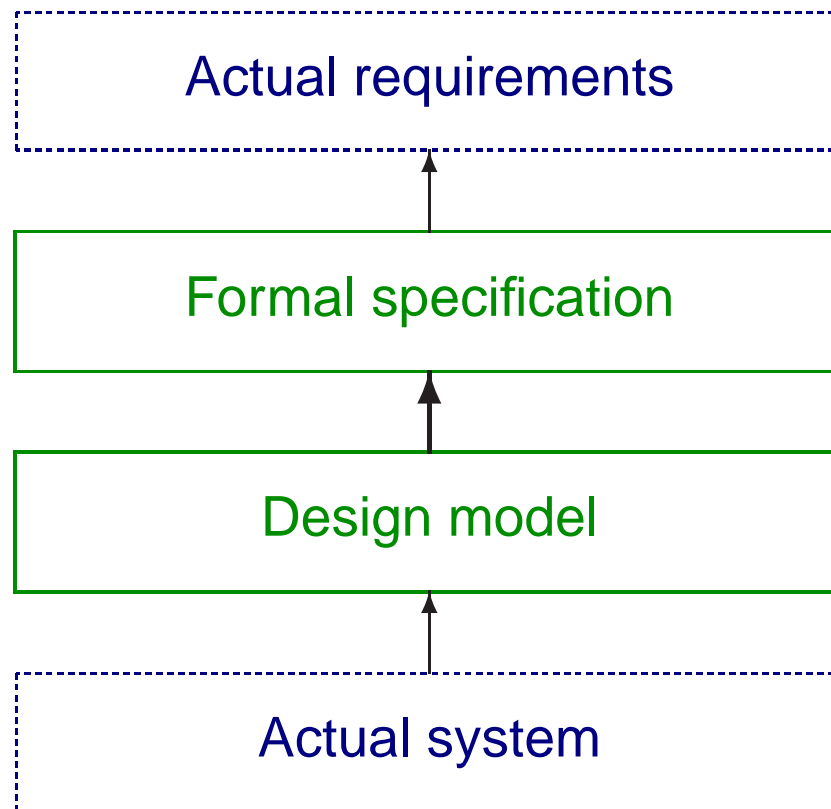 Actual requirements
Formal specification
Design model
Actual system